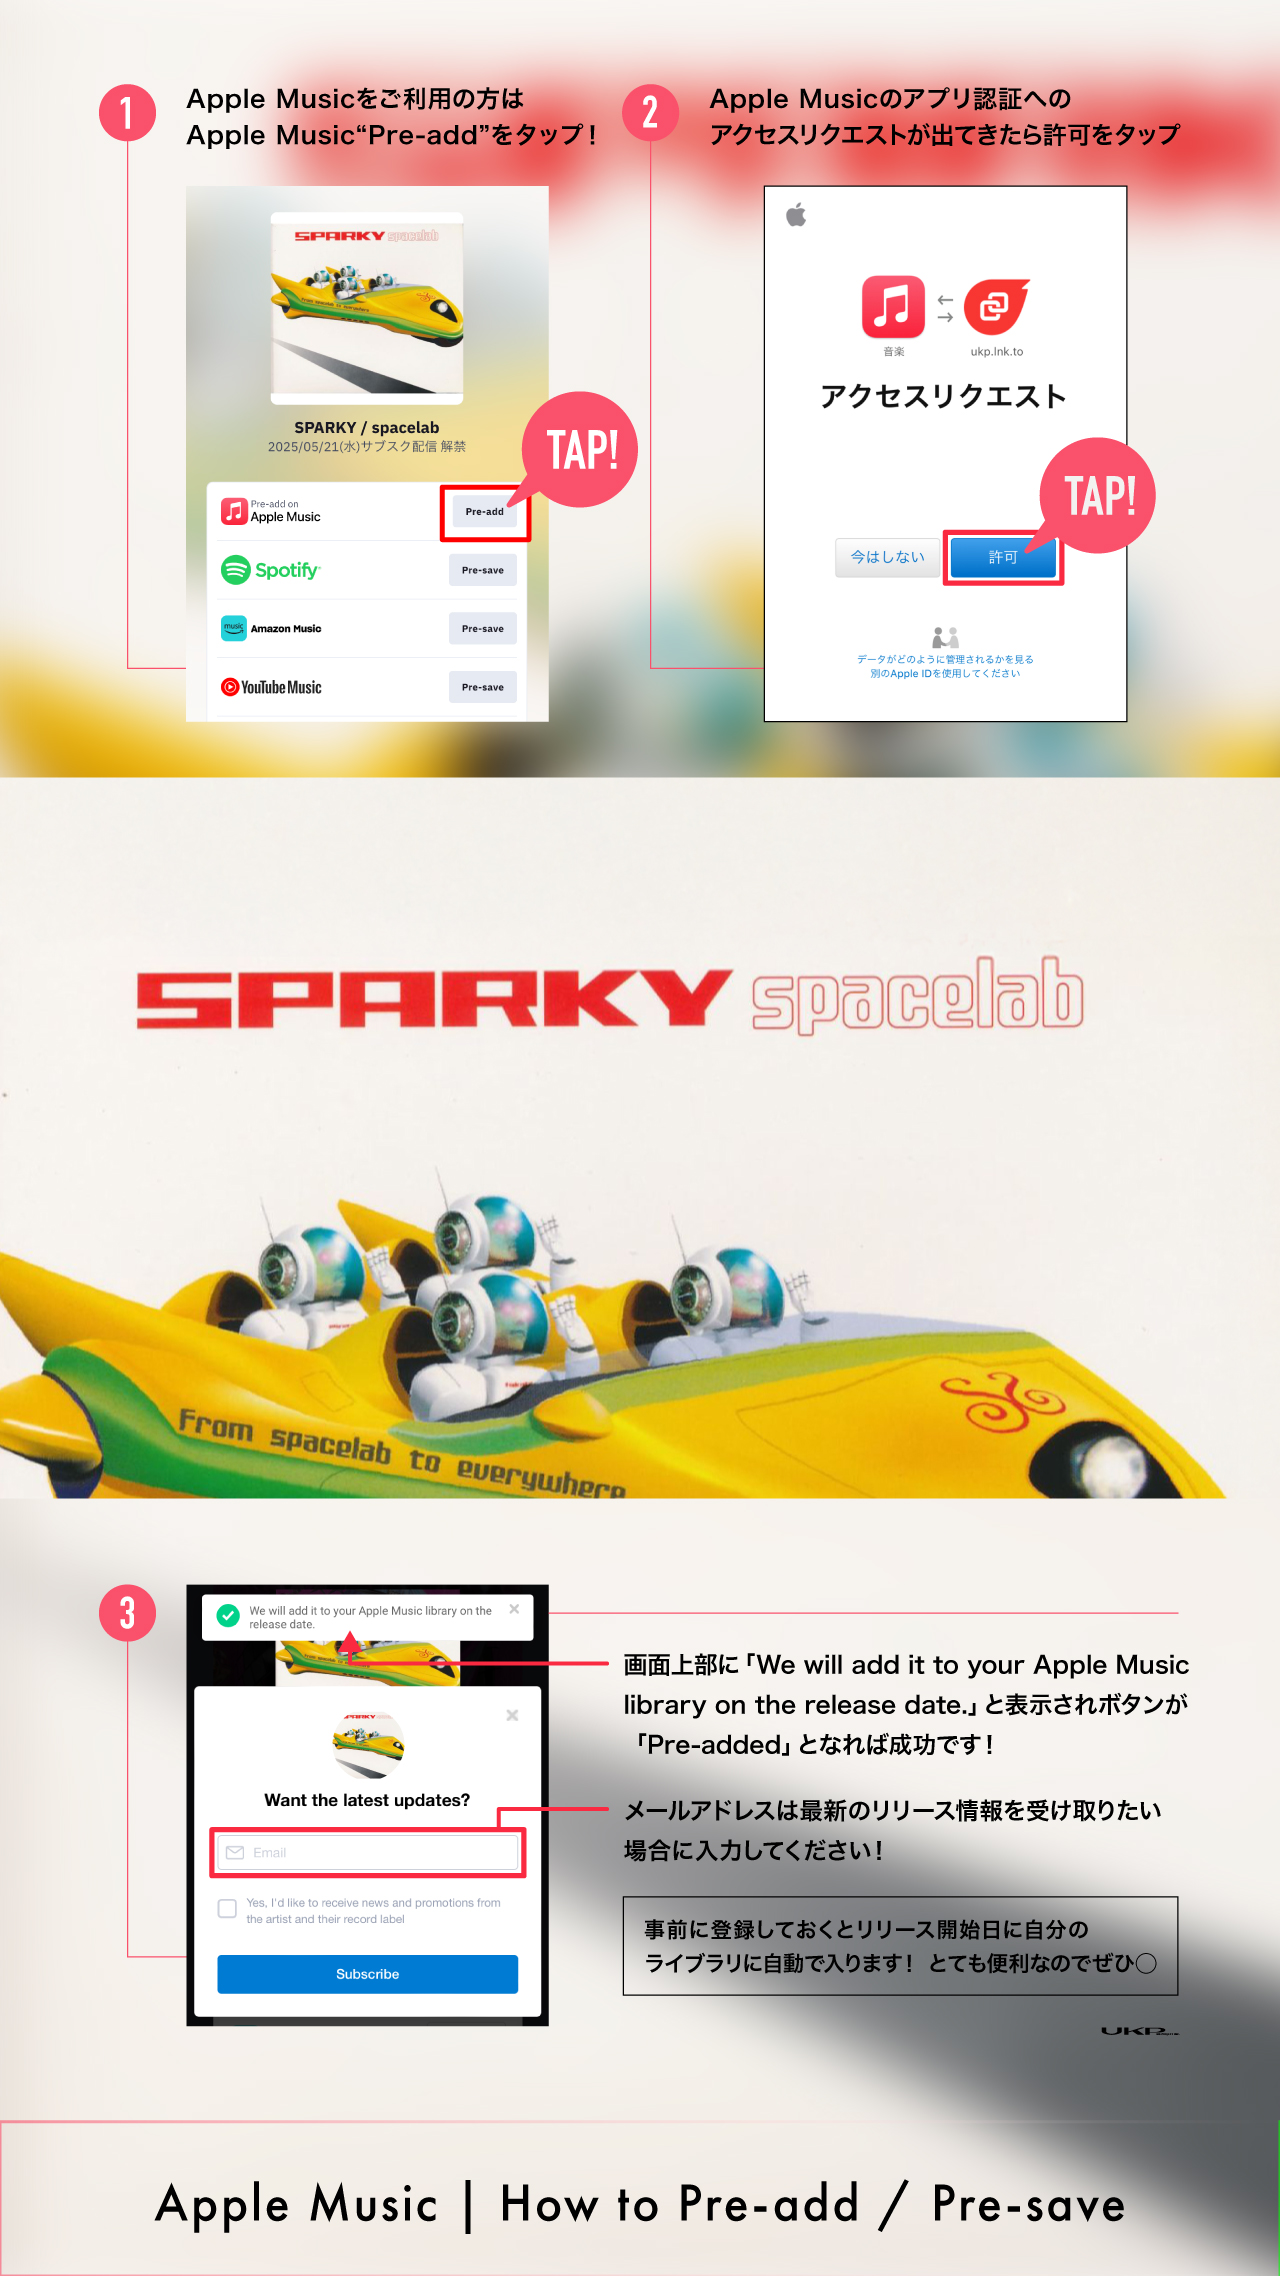 1
Apple Musicをご利用の方は
Apple Music“Pre-add”をタップ！
SPARKY spacelab
From spacelab to everywhere
SPARKY / spacelab
2025/05/21(水)サブスク配信 解禁
Pre-add on
Apple Music
Pre-add
TAP!
Spotify
Pre-save
music
Amazon Music
Pre-save
YouTube Music
Pre-save
2
Apple Musicのアプリ認証への
アクセスリクエストが出てきたら許可をタップ
音楽
ukp.lnk.to
アクセスリクエスト
TAP!
今はしない
許可
データがどのように管理されるかを見る
別のApple IDを使用してください
SPARKY spacelab
From spacelab to everywhere
3
We will add it to your Apple Music library on the
release date.
SPARKY
Want the latest updates?
Email
Yes, I'd like to receive news and promotions from
the artist and their record label
Subscribe
画面上部に「We will add it to your Apple Music
library on the release date.」と表示されボタンが
「Pre-added」となれば成功です！
メールアドレスは最新のリリース情報を受け取りたい
場合に入力してください！
事前に登録しておくとリリース開始日に自分の
ライブラリに自動で入ります！ とても便利なのでぜひ○
UKP
Apple Music | How to Pre-add / Pre-save